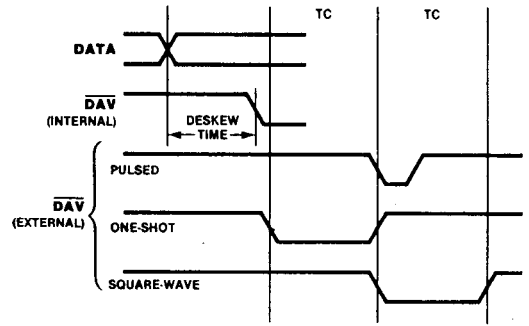 TC TC
DATA
DAV
(INTERNAL)
DESKEW
TIME
PULSED
DAV
(EXTERNAL)
ONE-SHOT
SQUARE-WAVE